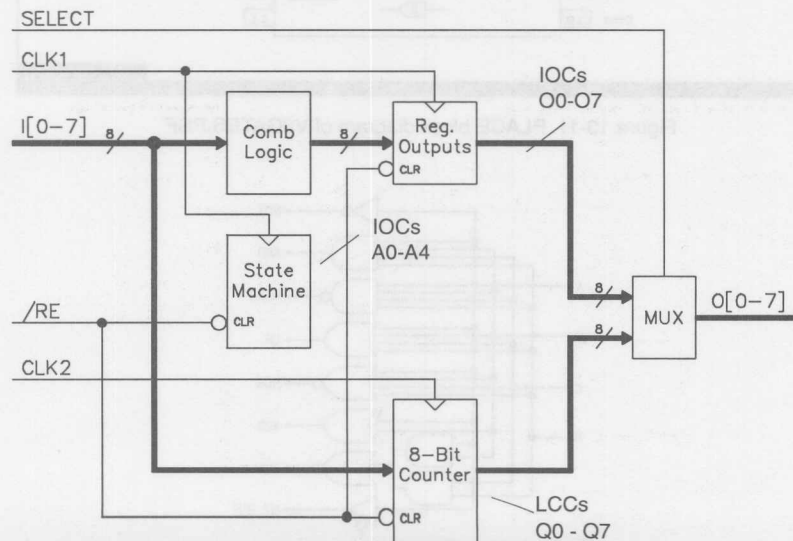 SELECT
CLK1
I[0-7]
8
Comb
Logic
8
Reg.
Outputs
CLR
IOCs
O0-O7
State
Machine
CLR
IOCs
A0-A4
/RE
CLK2
8
8
MUX
O[0-7]
8-Bit
Counter
CLR
LCCs
Q0 - Q7